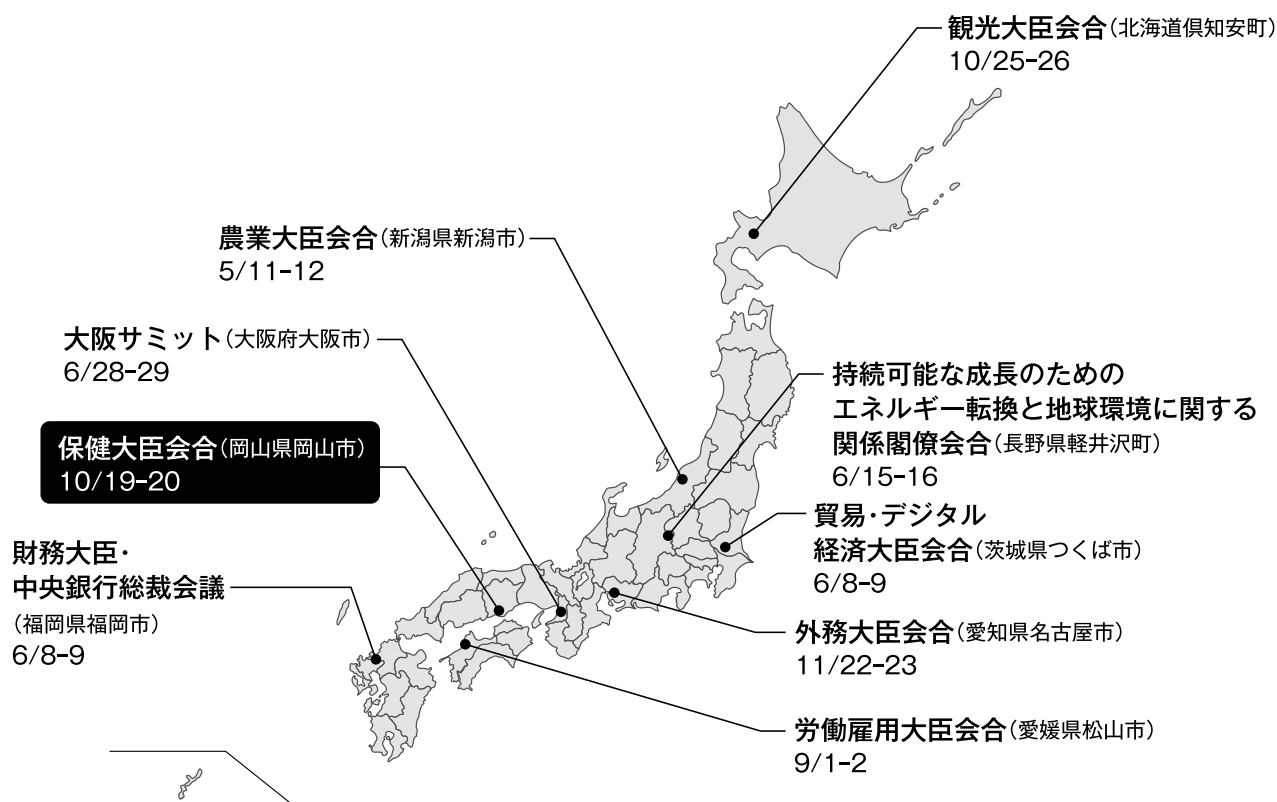 観光大臣会合(北海道倶知安町)
10/25-26
農業大臣会合(新潟県新潟市)
5/11-12
大阪サミット(大阪府大阪市)
6/28-29
保健大臣会合(岡山県岡山市)
10/19-20
財務大臣・
中央銀行総裁会議
(福岡県福岡市)
6/8-9
持続可能な成長のための
エネルギー転換と地球環境に関する
関係閣僚会合(長野県軽井沢町)
6/15-16
貿易・デジタル
経済大臣会合(茨城県つくば市)
6/8-9
外務大臣会合(愛知県名古屋市)
11/22-23
労働雇用大臣会合(愛媛県松山市)
9/1-2